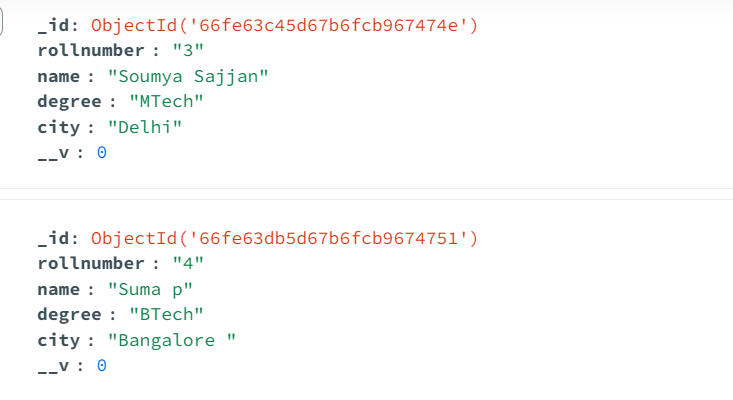 _id: ObjectId('66fe63c45d67b6fcb967474e')
rollnumber : "3"
name : "Soumya Sajjan"
degree : "MTech"
city : "Delhi"
__v : 0
_id: ObjectId('66fe63db5d67b6fcb9674751')
rollnumber : "4"
name : "Suma p"
degree : "BTech"
city : "Bangalore "
__v : 0